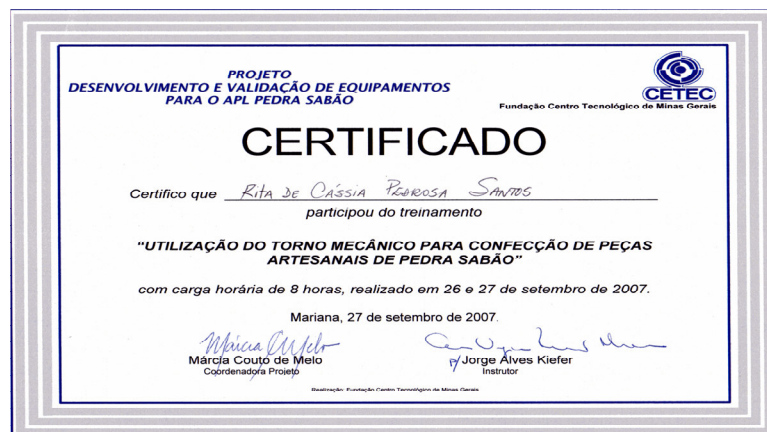 PROJETO
DESENVOLVIMENTO E VALIDAÇÃO DE EQUIPAMENTOS
PARA O APL PEDRA SABÃO
CETEC
Fundação Centro Tecnológico de Minas Gerais
CERTIFICADO
Certifico que RITA DE CÁSSIA PEDROSA SANTOS
participou do treinamento
"UTILIZAÇÃO DO TORNO MECÂNICO PARA CONFECÇÃO DE PEÇAS
ARTESANAIS DE PEDRA SABÃO"
com carga horária de 8 horas, realizado em 26 e 27 de setembro de 2007.
Mariana, 27 de setembro de 2007.
Márcia C Melo
Márcia Couto de Melo
Coordenadora Projeto
p/ Jorge Alves Kiefer
Instrutor
Realização: Fundação Centro Tecnológico de Minas Gerais